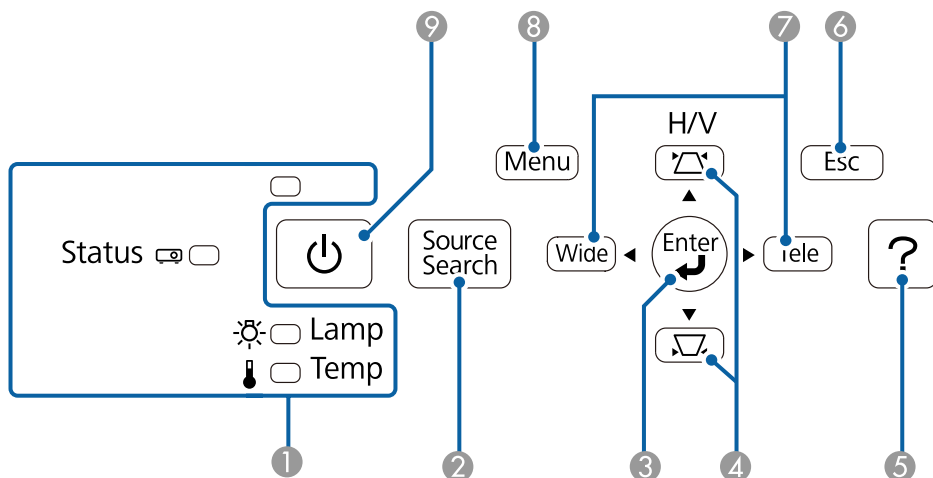 9
8
7
6
H/V
Menu
Esc
Status
Source
Search
Wide
Enter
Tele
?
Lamp
Temp
1
2
3
4
5